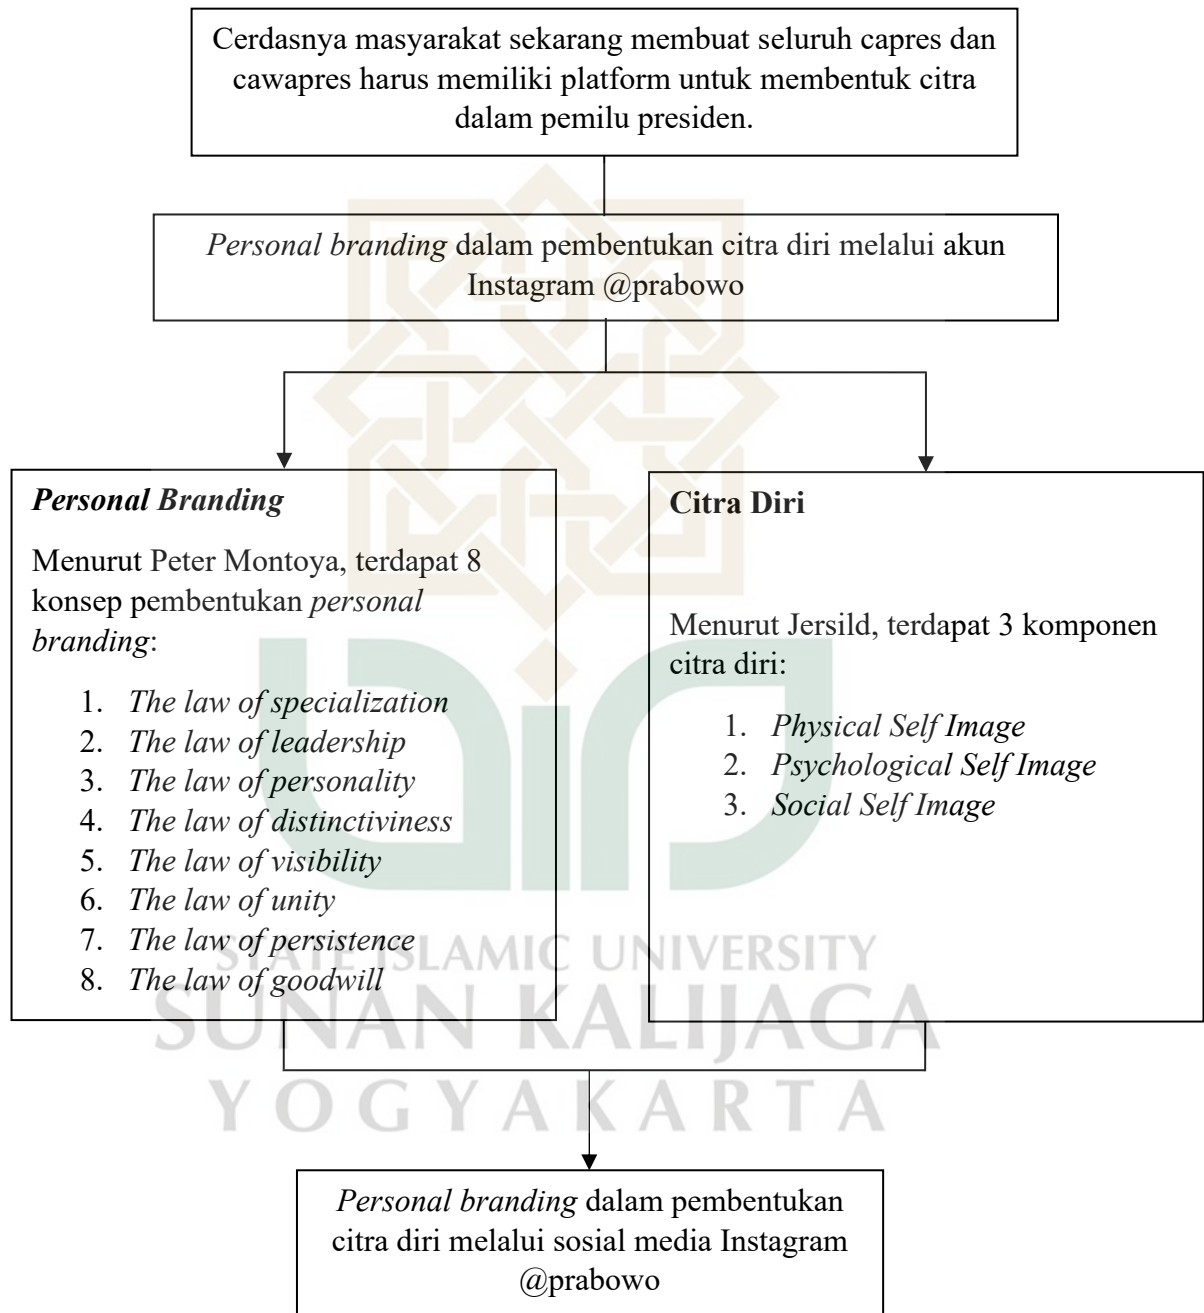 Cerdasnya masyarakat sekarang membuat seluruh capres dan
cawapres harus memiliki platform untuk membentuk citra
dalam pemilu presiden.
Personal branding dalam pembentukan citra diri melalui akun
Instagram @prabowo
Personal Branding
Menurut Peter Montoya, terdapat 8
konsep pembentukan personal
branding:
1. The law of specialization
2. The law of leadership
3. The law of personality
4. The law of distinctiviness
5. The law of visibility
6. The law of unity
7. The law of persistence
8. The law of goodwill
Citra Diri
Menurut Jersild, terdapat 3 komponen
citra diri:
1. Physical Self Image
2. Psychological Self Image
3. Social Self Image
STATE ISLAMIC UNIVERSITY
SUNAN KALIJAGA
YOGYAKARTA
Personal branding dalam pembentukan
citra diri melalui sosial media Instagram
@prabowo